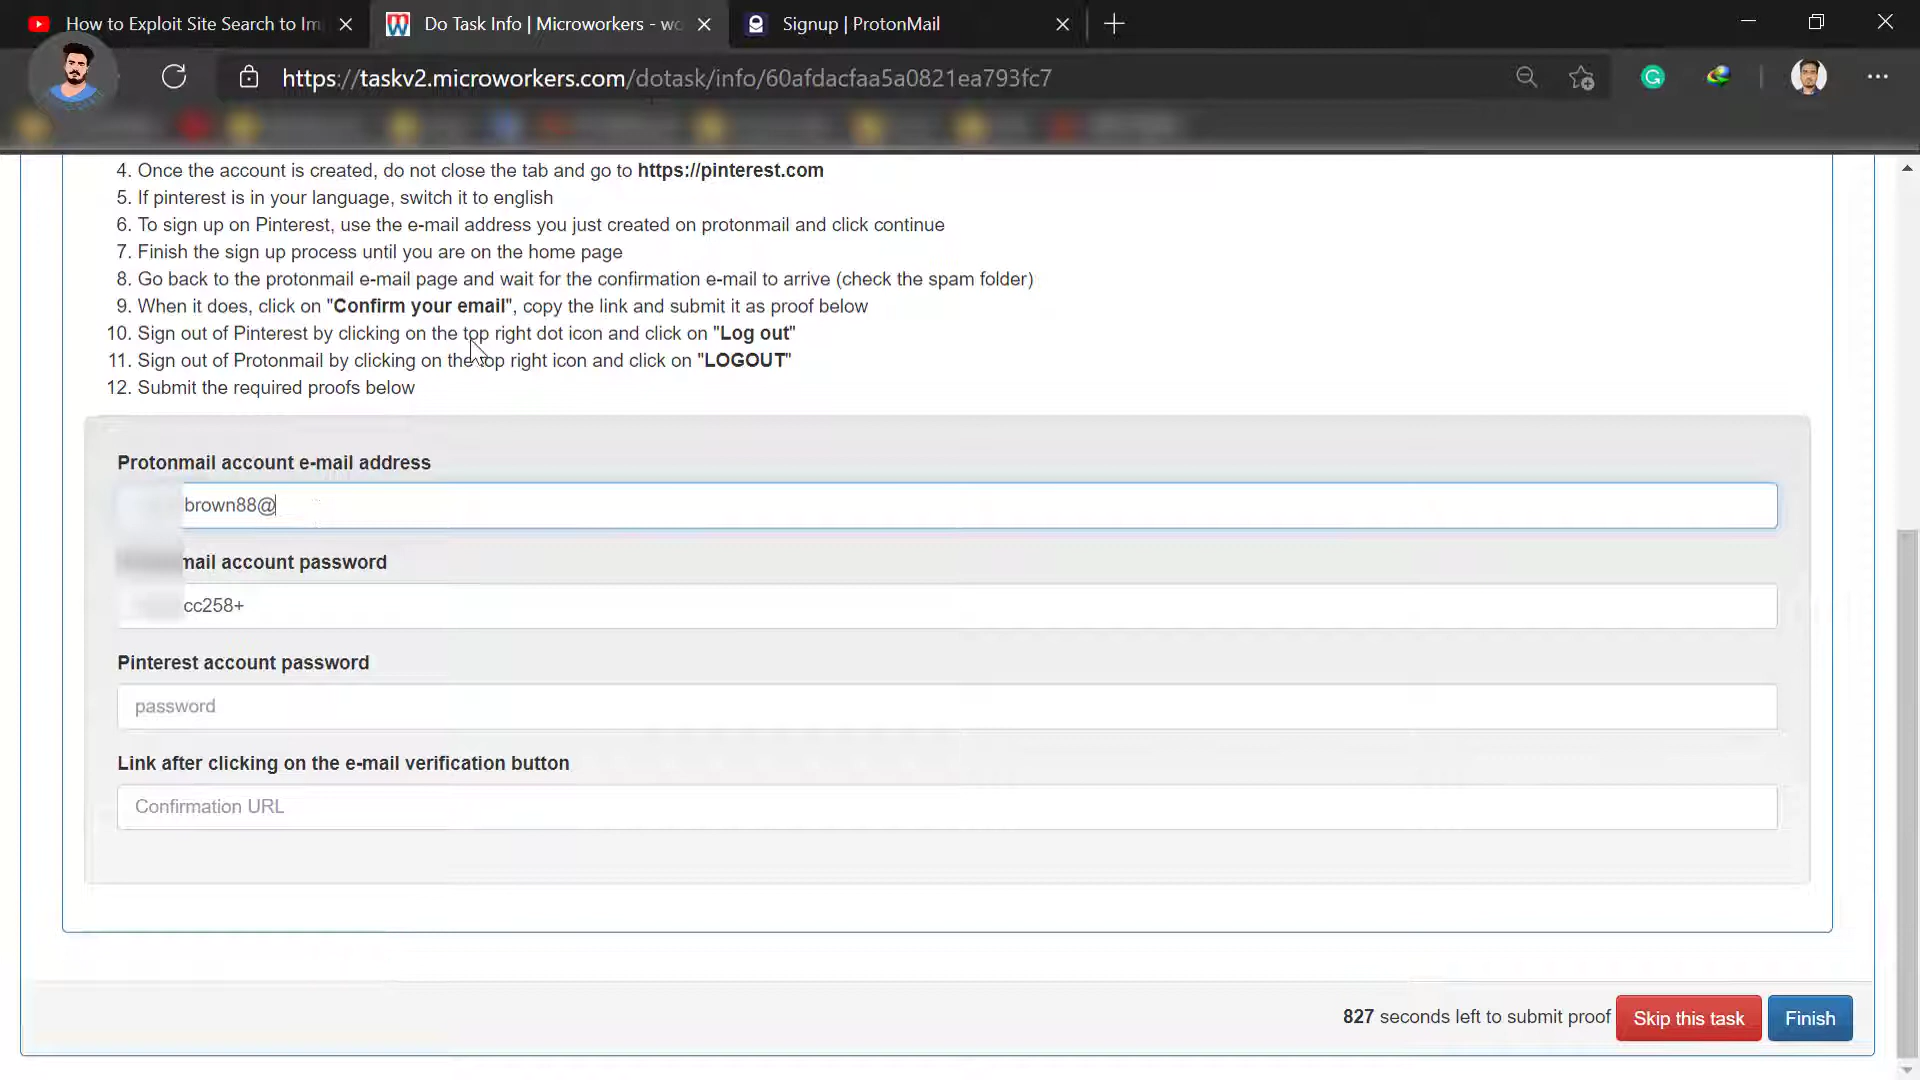 How to Exploit Site Search to Im
Do Task Info | Microworkers - wo
Signup | ProtonMail
https://taskv2.microworkers.com/dotask/info/60afdacfaa5a0821ea793fc7
4. Once the account is created, do not close the tab and go to https://pinterest.com
5. If pinterest is in your language, switch it to english
6. To sign up on Pinterest, use the e-mail address you just created on protonmail and click continue
7. Finish the sign up process until you are on the home page
8. Go back to the protonmail e-mail page and wait for the confirmation e-mail to arrive (check the spam folder)
9. When it does, click on "Confirm your email", copy the link and submit it as proof below
10. Sign out of Pinterest by clicking on the top right dot icon and click on "Log out"
11. Sign out of Protonmail by clicking on the top right icon and click on "LOGOUT"
12. Submit the required proofs below
Protonmail account e-mail address
brown88@
mail account password
cc258+
Pinterest account password
password
Link after clicking on the e-mail verification button
Confirmation URL
827 seconds left to submit proof
Skip this task
Finish